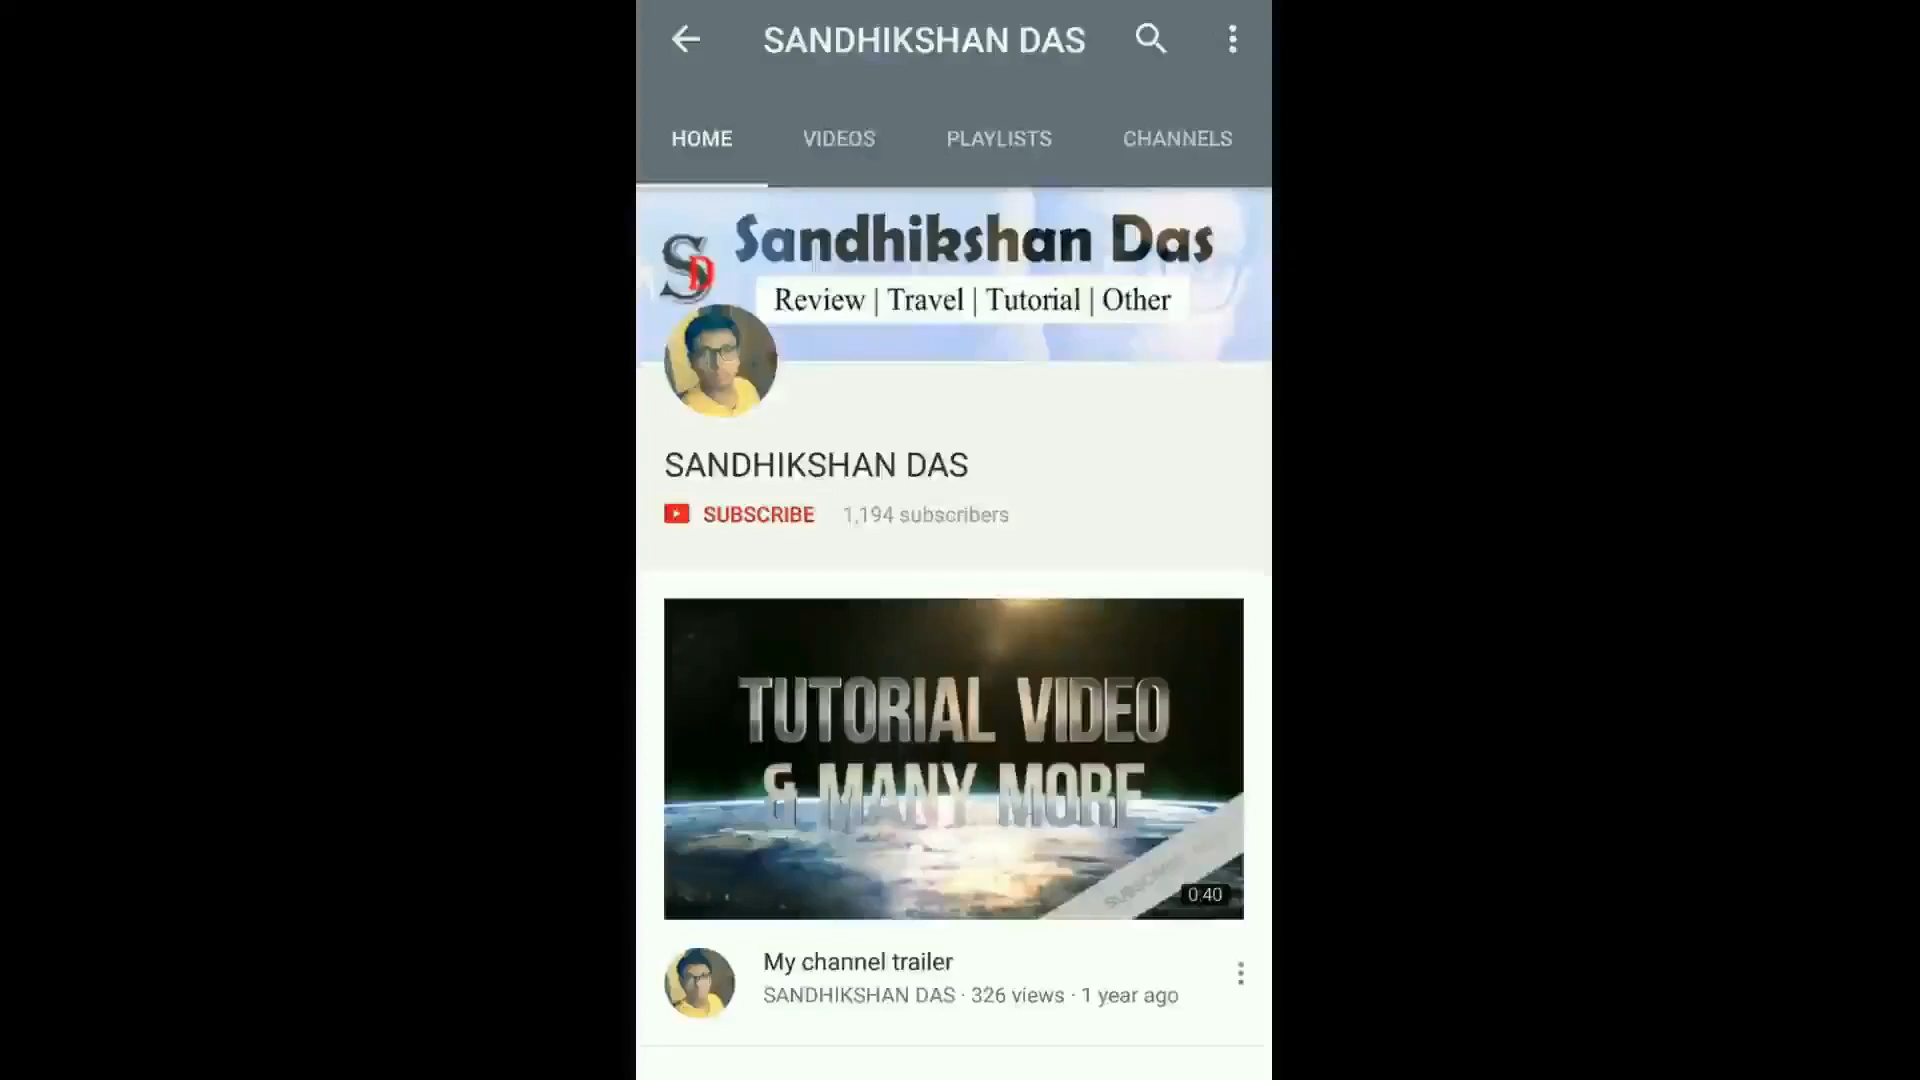 SANDHIKSHAN DAS
HOME VIDEOS PLAYLISTS CHANNELS
SD
Sandhikshan Das
Review | Travel | Tutorial | Other
SANDHIKSHAN DAS
SUBSCRIBE 1,194 subscribers
TUTORIAL VIDEO
& MANY MORE
0:40
My channel trailer
SANDHIKSHAN DAS · 326 views · 1 year ago